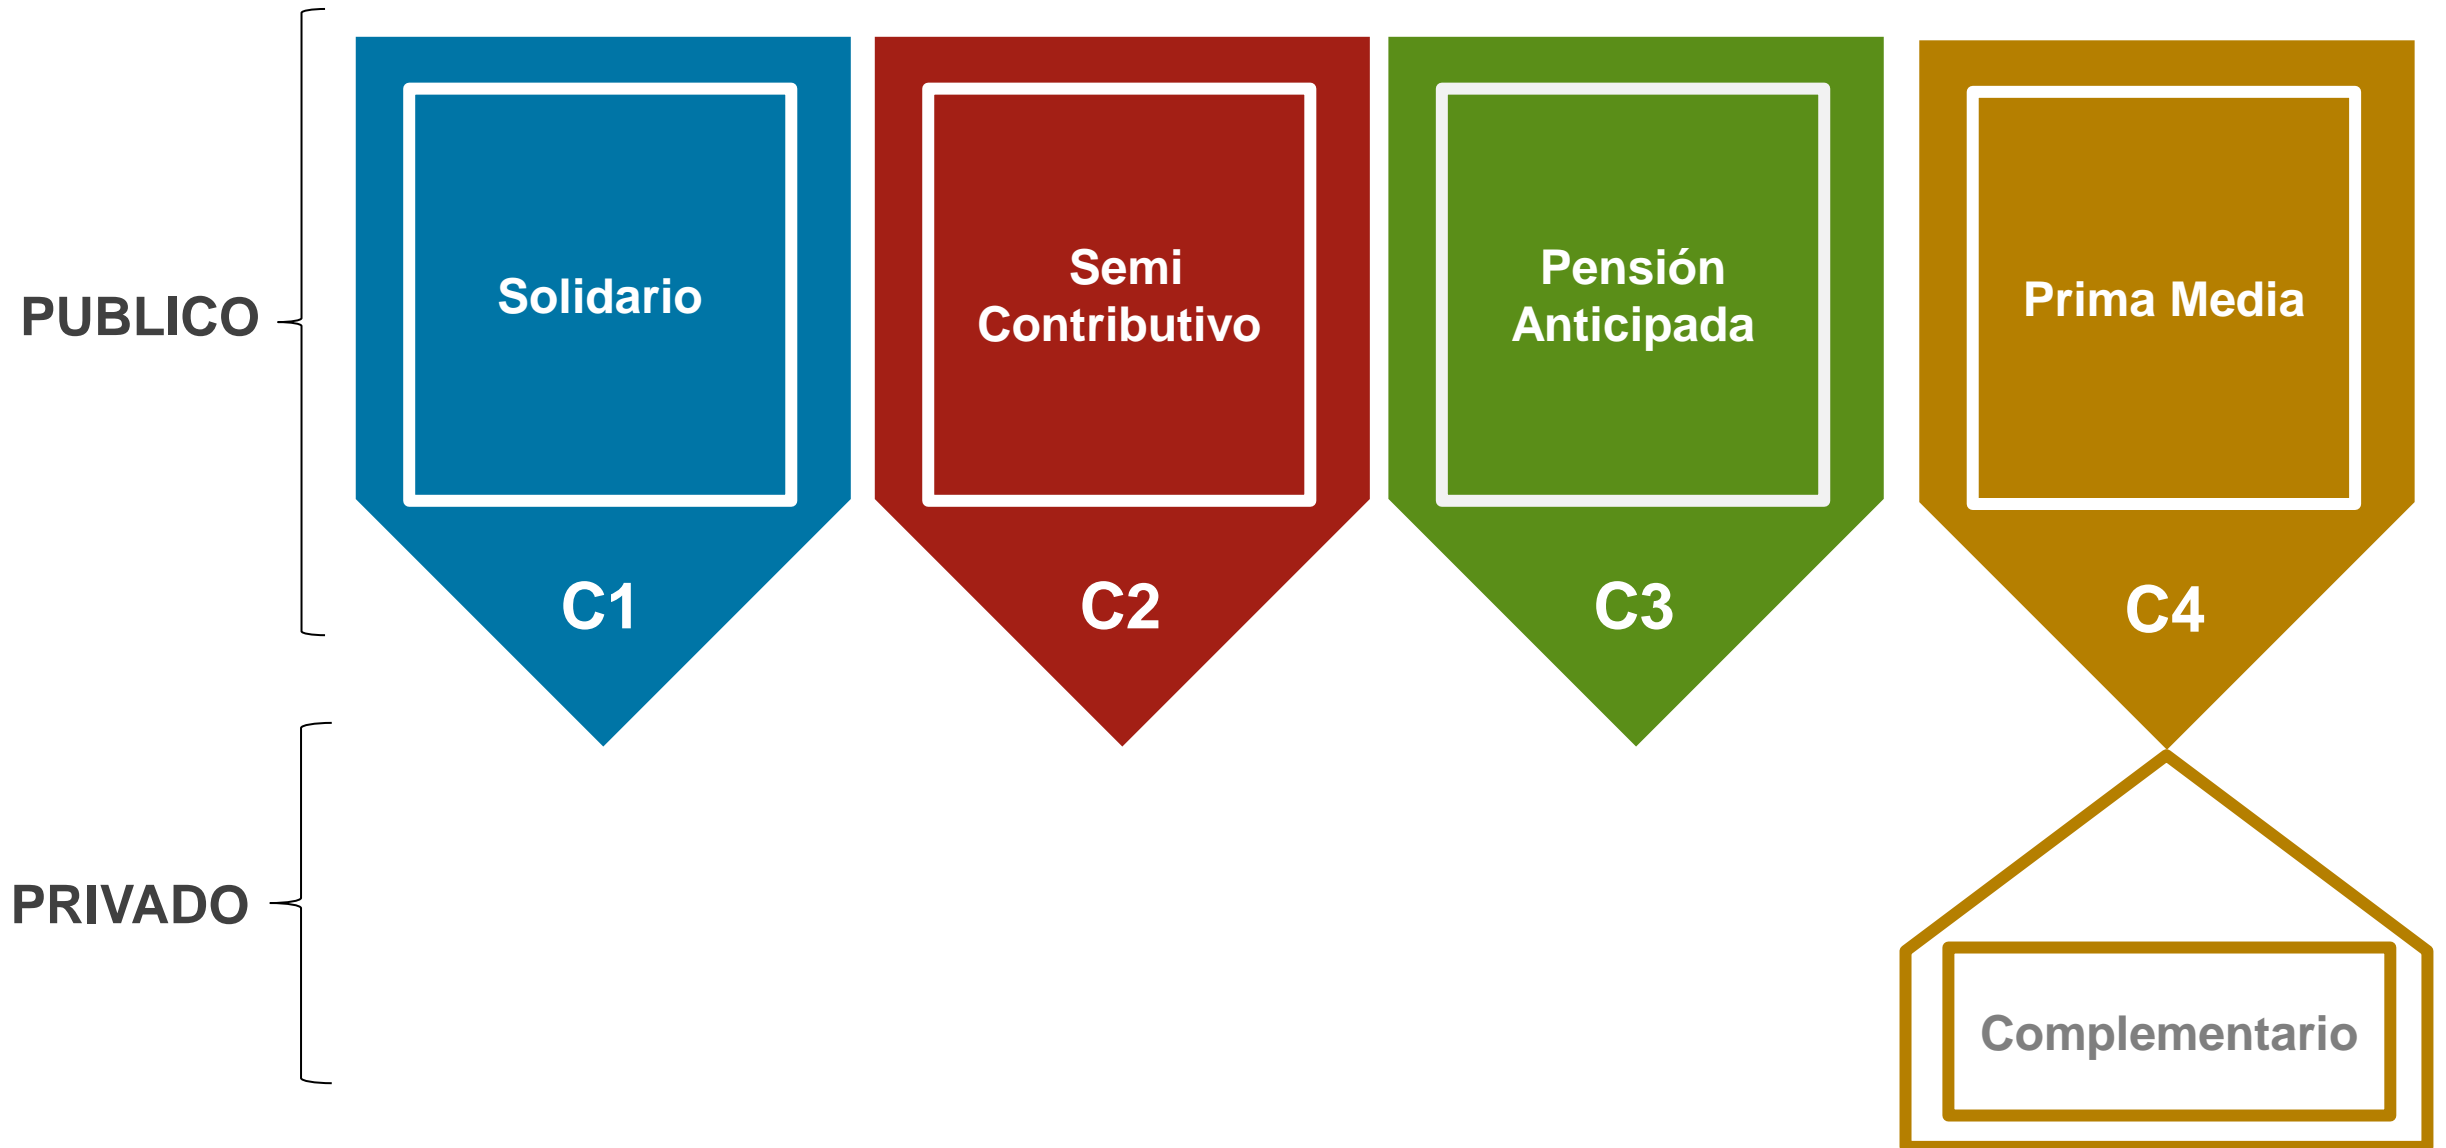 PUBLICO
Solidario
C1
Semi
Contributivo
C2
Pensión
Anticipada
C3
Prima Media
C4
PRIVADO
Complementario